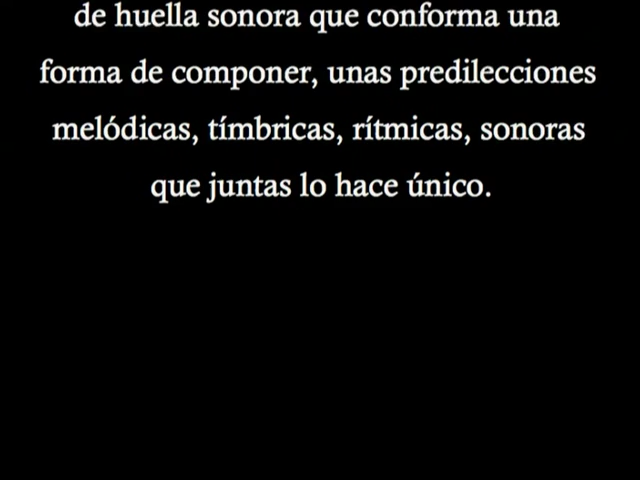 de huella sonora que conforma una
forma de componer, unas predilecciones
melódicas, tímbricas, rítmicas, sonoras
que juntas lo hace único.